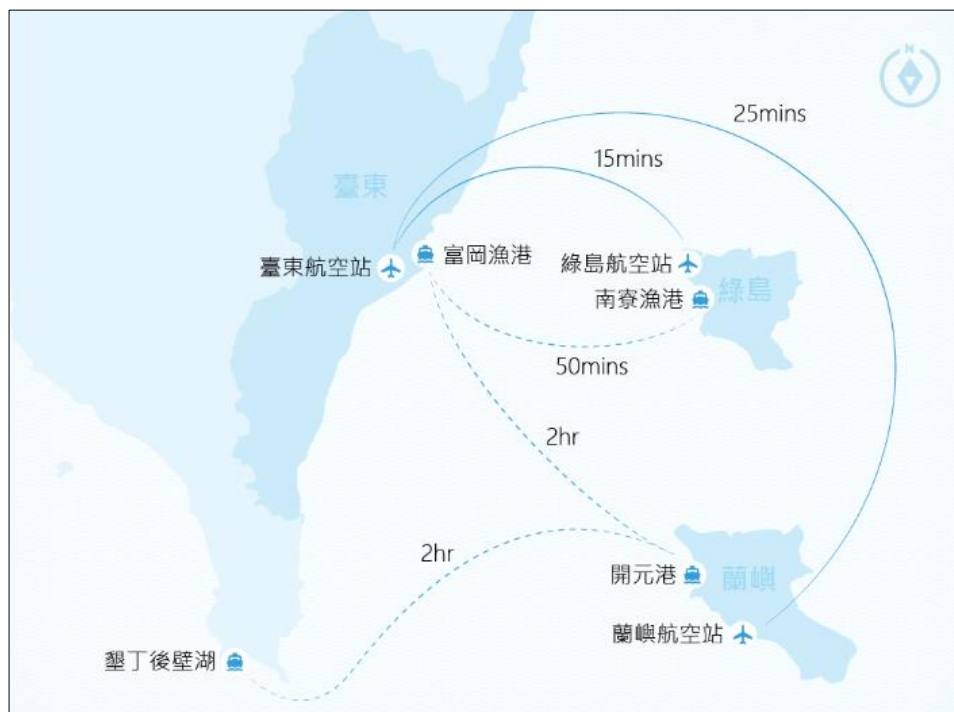 N
25mins
15mins
臺東
富岡漁港
臺東航空站
綠島航空站
南寮漁港
綠島
50mins
2hr
2hr
開元港
蘭嶼
蘭嶼航空站
墾丁後壁湖